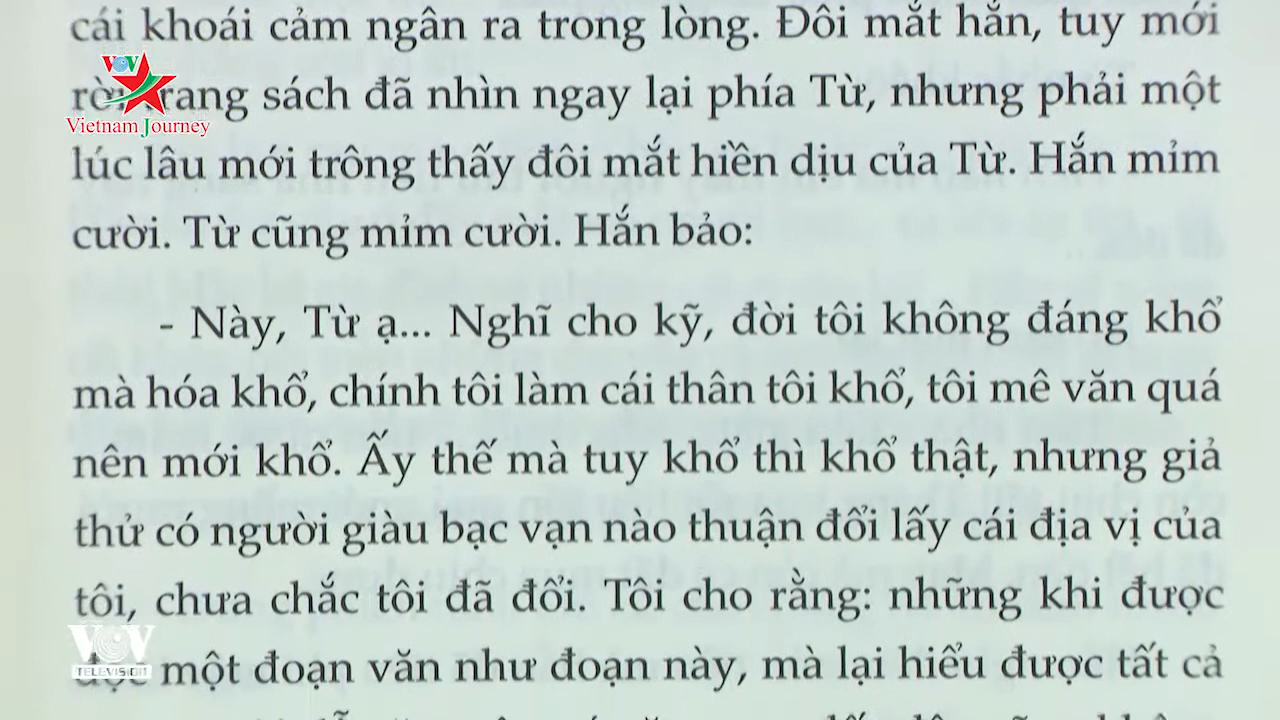 cái khoái cảm ngân ra trong lòng. Đôi mắt hắn, tuy mới
VOV
rời trang sách đã nhìn ngay lại phía Từ, nhưng phải một
Vietnam Journey
lúc lâu mới trông thấy đôi mắt hiền dịu của Từ. Hắn mỉm
cười. Từ cũng mỉm cười. Hắn bảo:
- Này, Từ ạ... Nghĩ cho kỹ, đời tôi không đáng khổ
mà hóa khổ, chính tôi làm cái thân tôi khổ, tôi mê văn quá
nên mới khổ. Ấy thế mà tuy khổ thì khổ thật, nhưng giả
thử có người giàu bạc vạn nào thuận đổi lấy cái địa vị của
tôi, chưa chắc tôi đã đổi. Tôi cho rằng: những khi được
VOV
TELEVISION
đọc một đoạn văn như đoạn này, mà lại hiểu được tất cả